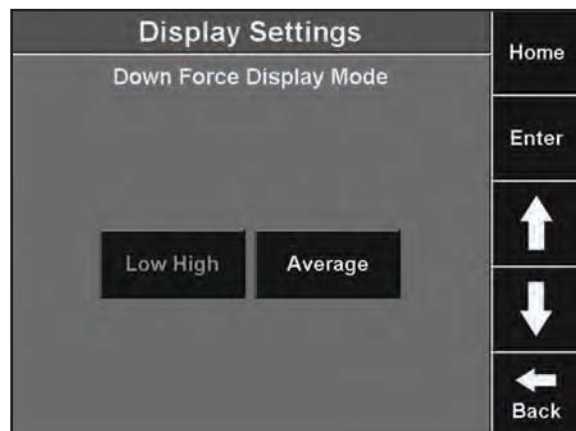 Display Settings
Down Force Display Mode
Low High
Average
Home
Enter
Back